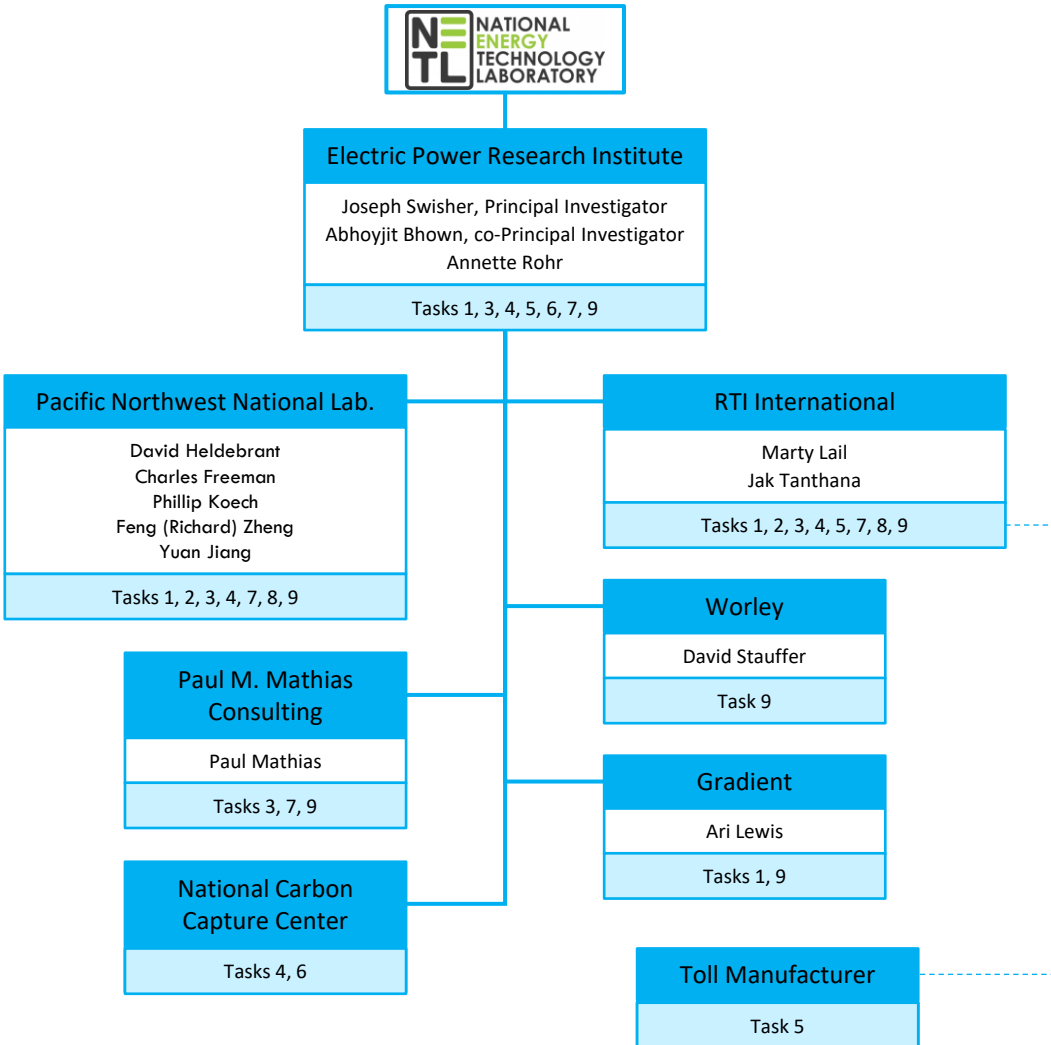 NE
TL
NATIONAL
ENERGY
TECHNOLOGY
LABORATORY
Electric Power Research Institute
Joseph Swisher, Principal Investigator
Abhoyjit Bhown, co-Principal Investigator
Annette Rohr
Tasks 1, 3, 4, 5, 6, 7, 9
Pacific Northwest National Lab.
David Heldebrant
Charles Freeman
Phillip Koech
Feng (Richard) Zheng
Yuan Jiang
Tasks 1, 2, 3, 4, 7, 8, 9
RTI International
Marty Lail
Jak Tanthana
Tasks 1, 2, 3, 4, 5, 7, 8, 9
Worley
David Stauffer
Task 9
Paul M. Mathias
Consulting
Paul Mathias
Tasks 3, 7, 9
Gradient
Ari Lewis
Tasks 1, 9
National Carbon
Capture Center
Tasks 4, 6
Toll Manufacturer
Task 5